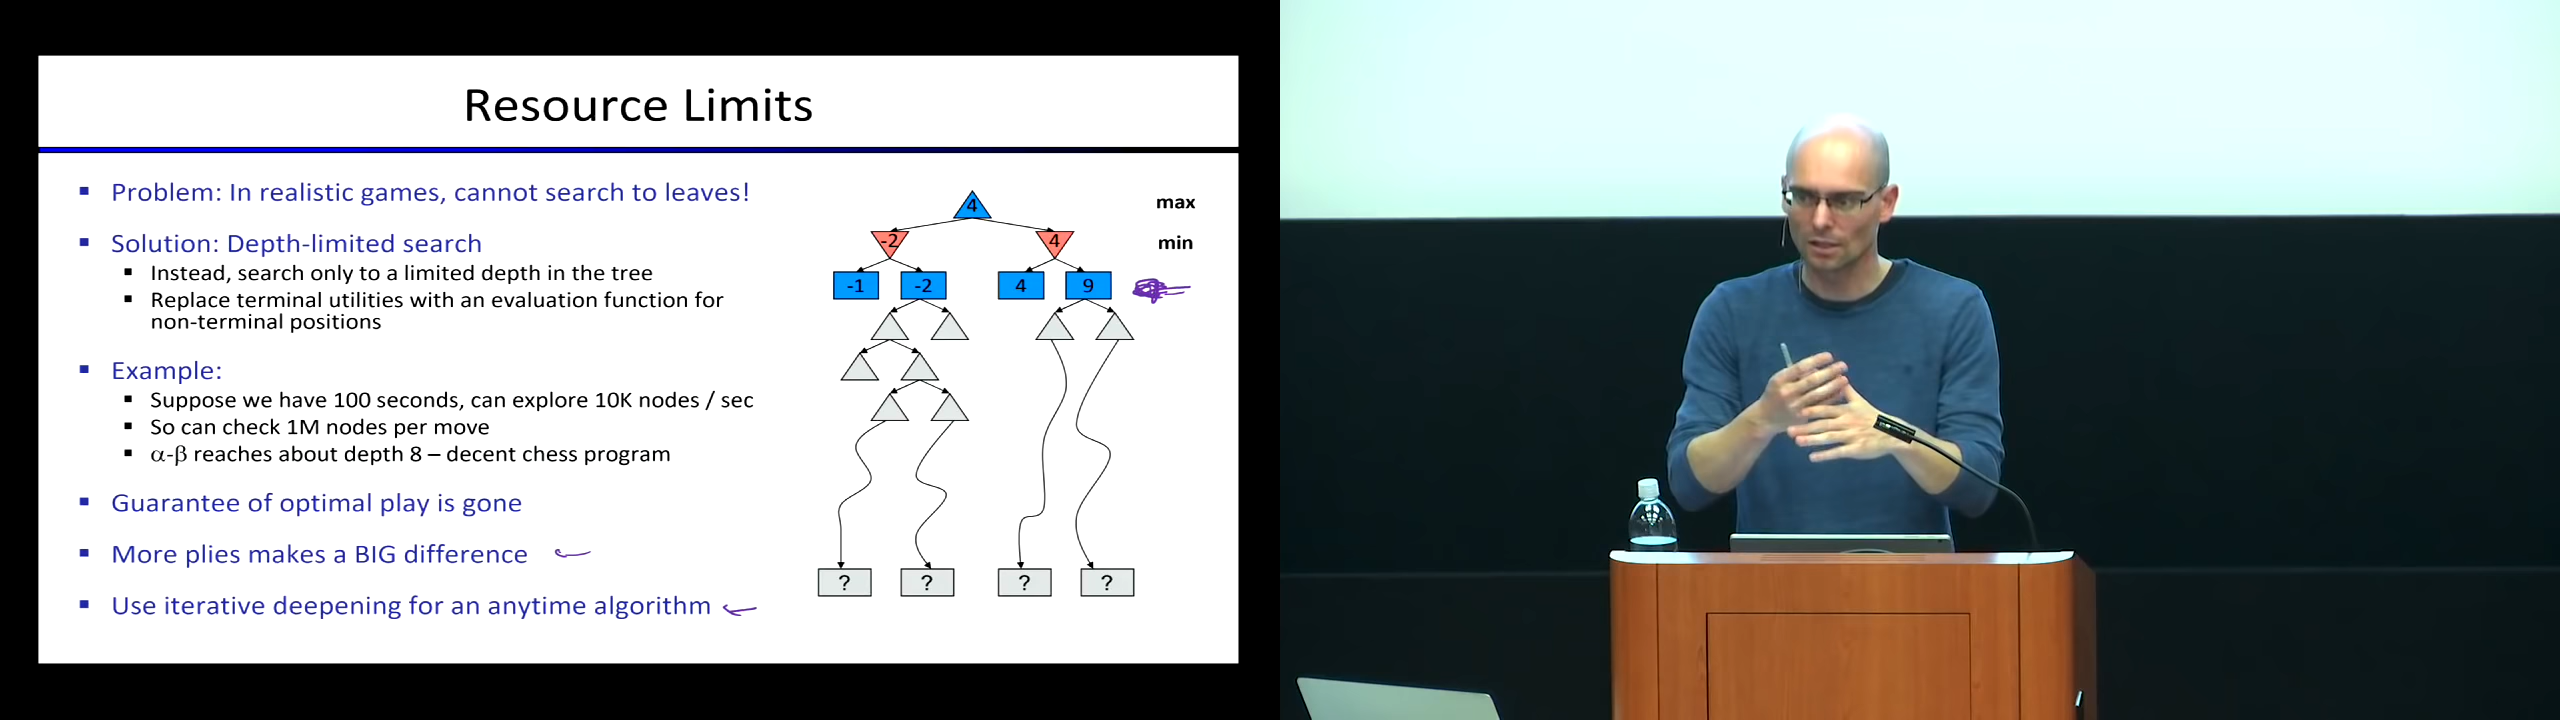 Resource Limits
Problem: In realistic games, cannot search to leaves!
Solution: Depth-limited search
Instead, search only to a limited depth in the tree
Replace terminal utilities with an evaluation function for
non-terminal positions
Example:
Suppose we have 100 seconds, can explore 10K nodes / sec
So can check 1M nodes per move
α-β reaches about depth 8 – decent chess program
Guarantee of optimal play is gone
More plies makes a BIG difference
Use iterative deepening for an anytime algorithm
4
max
-2 4
min
-1 -2 4 9
? ? ? ?